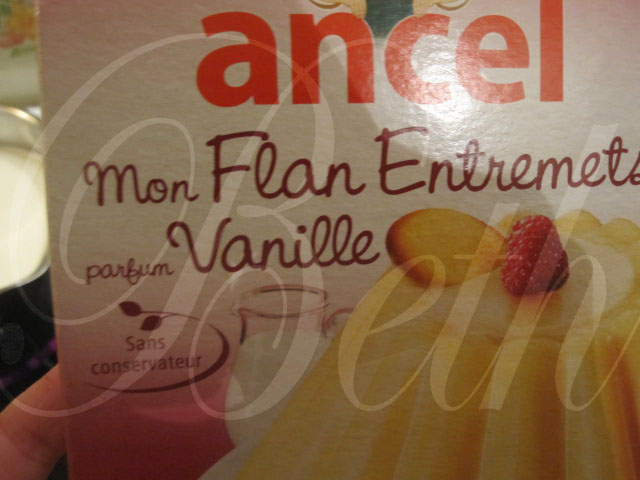 ancel
Mon Flan Entremets
parfum Vanille
Sans
conservateur
Beth